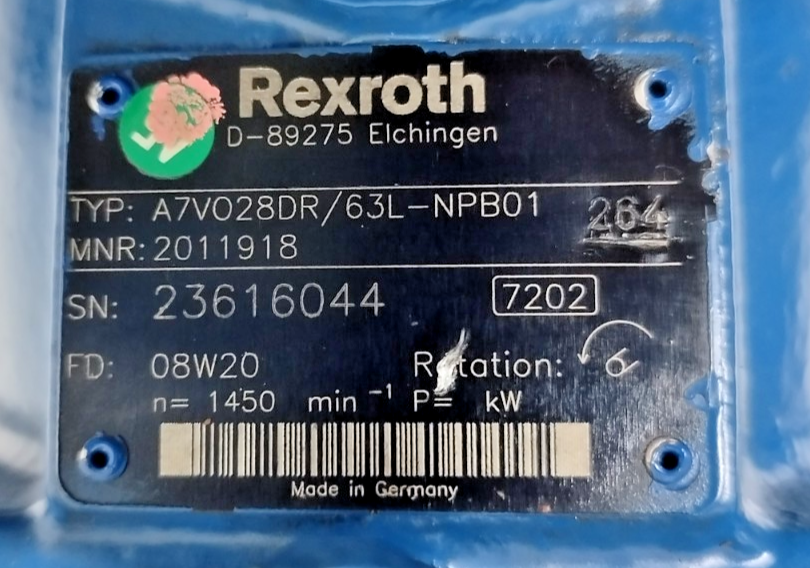 Rexroth
D-89275 Elchingen
TYP: A7VO28DR/63L-NPB01
264
MNR: 2011918
SN: 23616044 7202
FD: 08W20 Rotation:
n= 1450 min -1 P= kW
Made in Germany